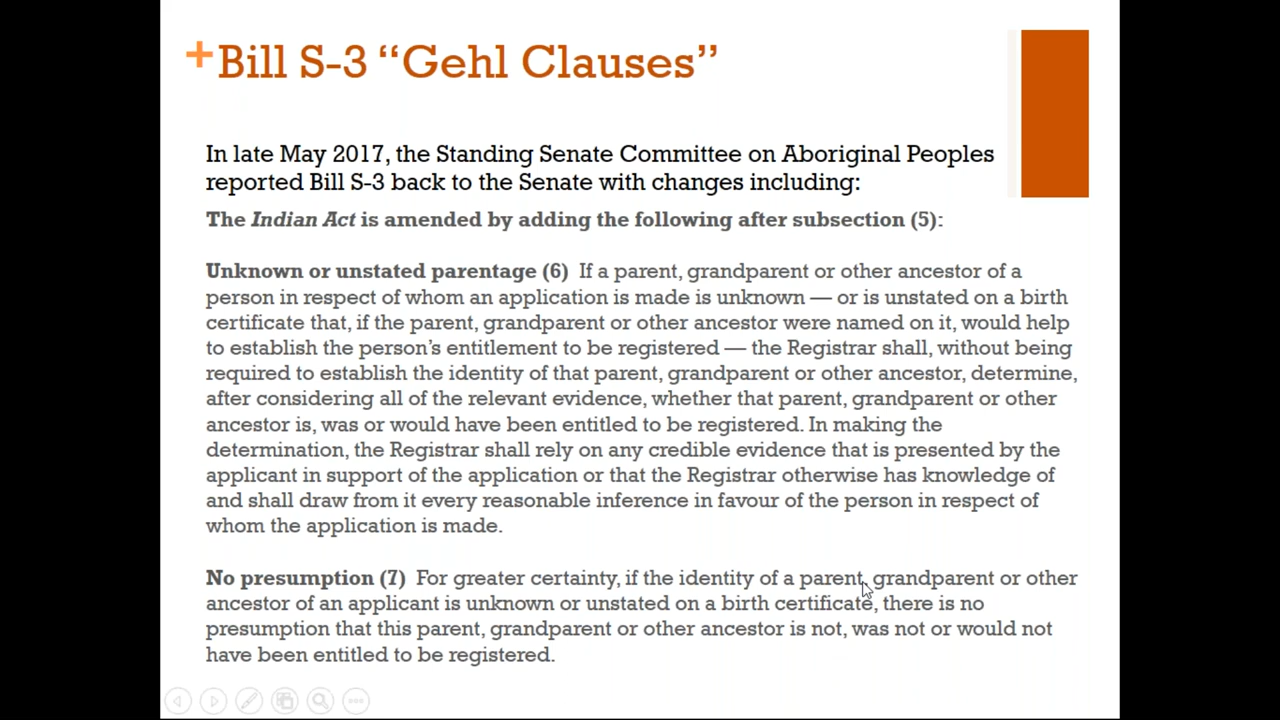 + Bill S-3 “Gehl Clauses”
In late May 2017, the Standing Senate Committee on Aboriginal Peoples
reported Bill S-3 back to the Senate with changes including:
The Indian Act is amended by adding the following after subsection (5):
Unknown or unstated parentage (6) If a parent, grandparent or other ancestor of a
person in respect of whom an application is made is unknown — or is unstated on a birth
certificate that, if the parent, grandparent or other ancestor were named on it, would help
to establish the person’s entitlement to be registered — the Registrar shall, without being
required to establish the identity of that parent, grandparent or other ancestor, determine,
after considering all of the relevant evidence, whether that parent, grandparent or other
ancestor is, was or would have been entitled to be registered. In making the
determination, the Registrar shall rely on any credible evidence that is presented by the
applicant in support of the application or that the Registrar otherwise has knowledge of
and shall draw from it every reasonable inference in favour of the person in respect of
whom the application is made.
No presumption (7) For greater certainty, if the identity of a parent, grandparent or other
ancestor of an applicant is unknown or unstated on a birth certificate, there is no
presumption that this parent, grandparent or other ancestor is not, was not or would not
have been entitled to be registered.